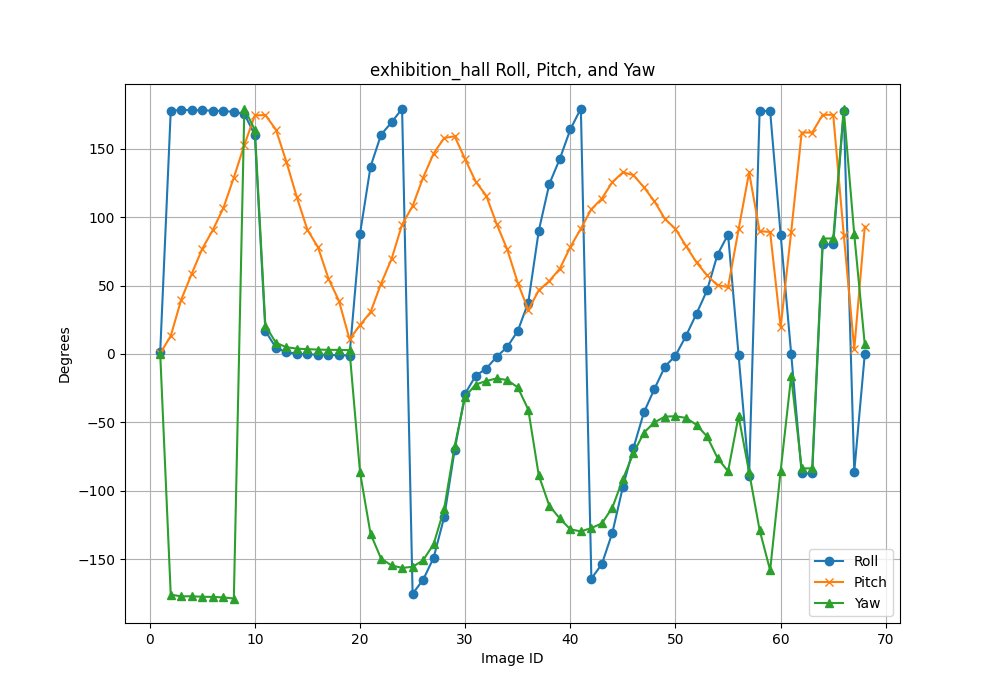 exhibition_hall Roll, Pitch, and Yaw
Degrees
150
100
50
0
−50
−100
−150
0 10 20 30 40 50 60 70
Image ID
Roll
Pitch
Yaw